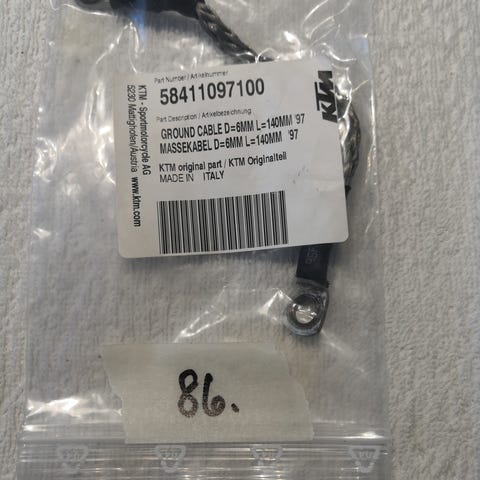 Part Number / Artikelnummer
58411097100
Part Description / Artikelbezeichnung
GROUND CABLE D=6MM L=140MM '97
MASSEKABEL D=6MM L=140MM '97
KTM original part / KTM Originalteil
MADE IN ITALY
KTM - Sportmotorcycle AG
5230 Mattighofen/Austria www.ktm.com
KTM
86.